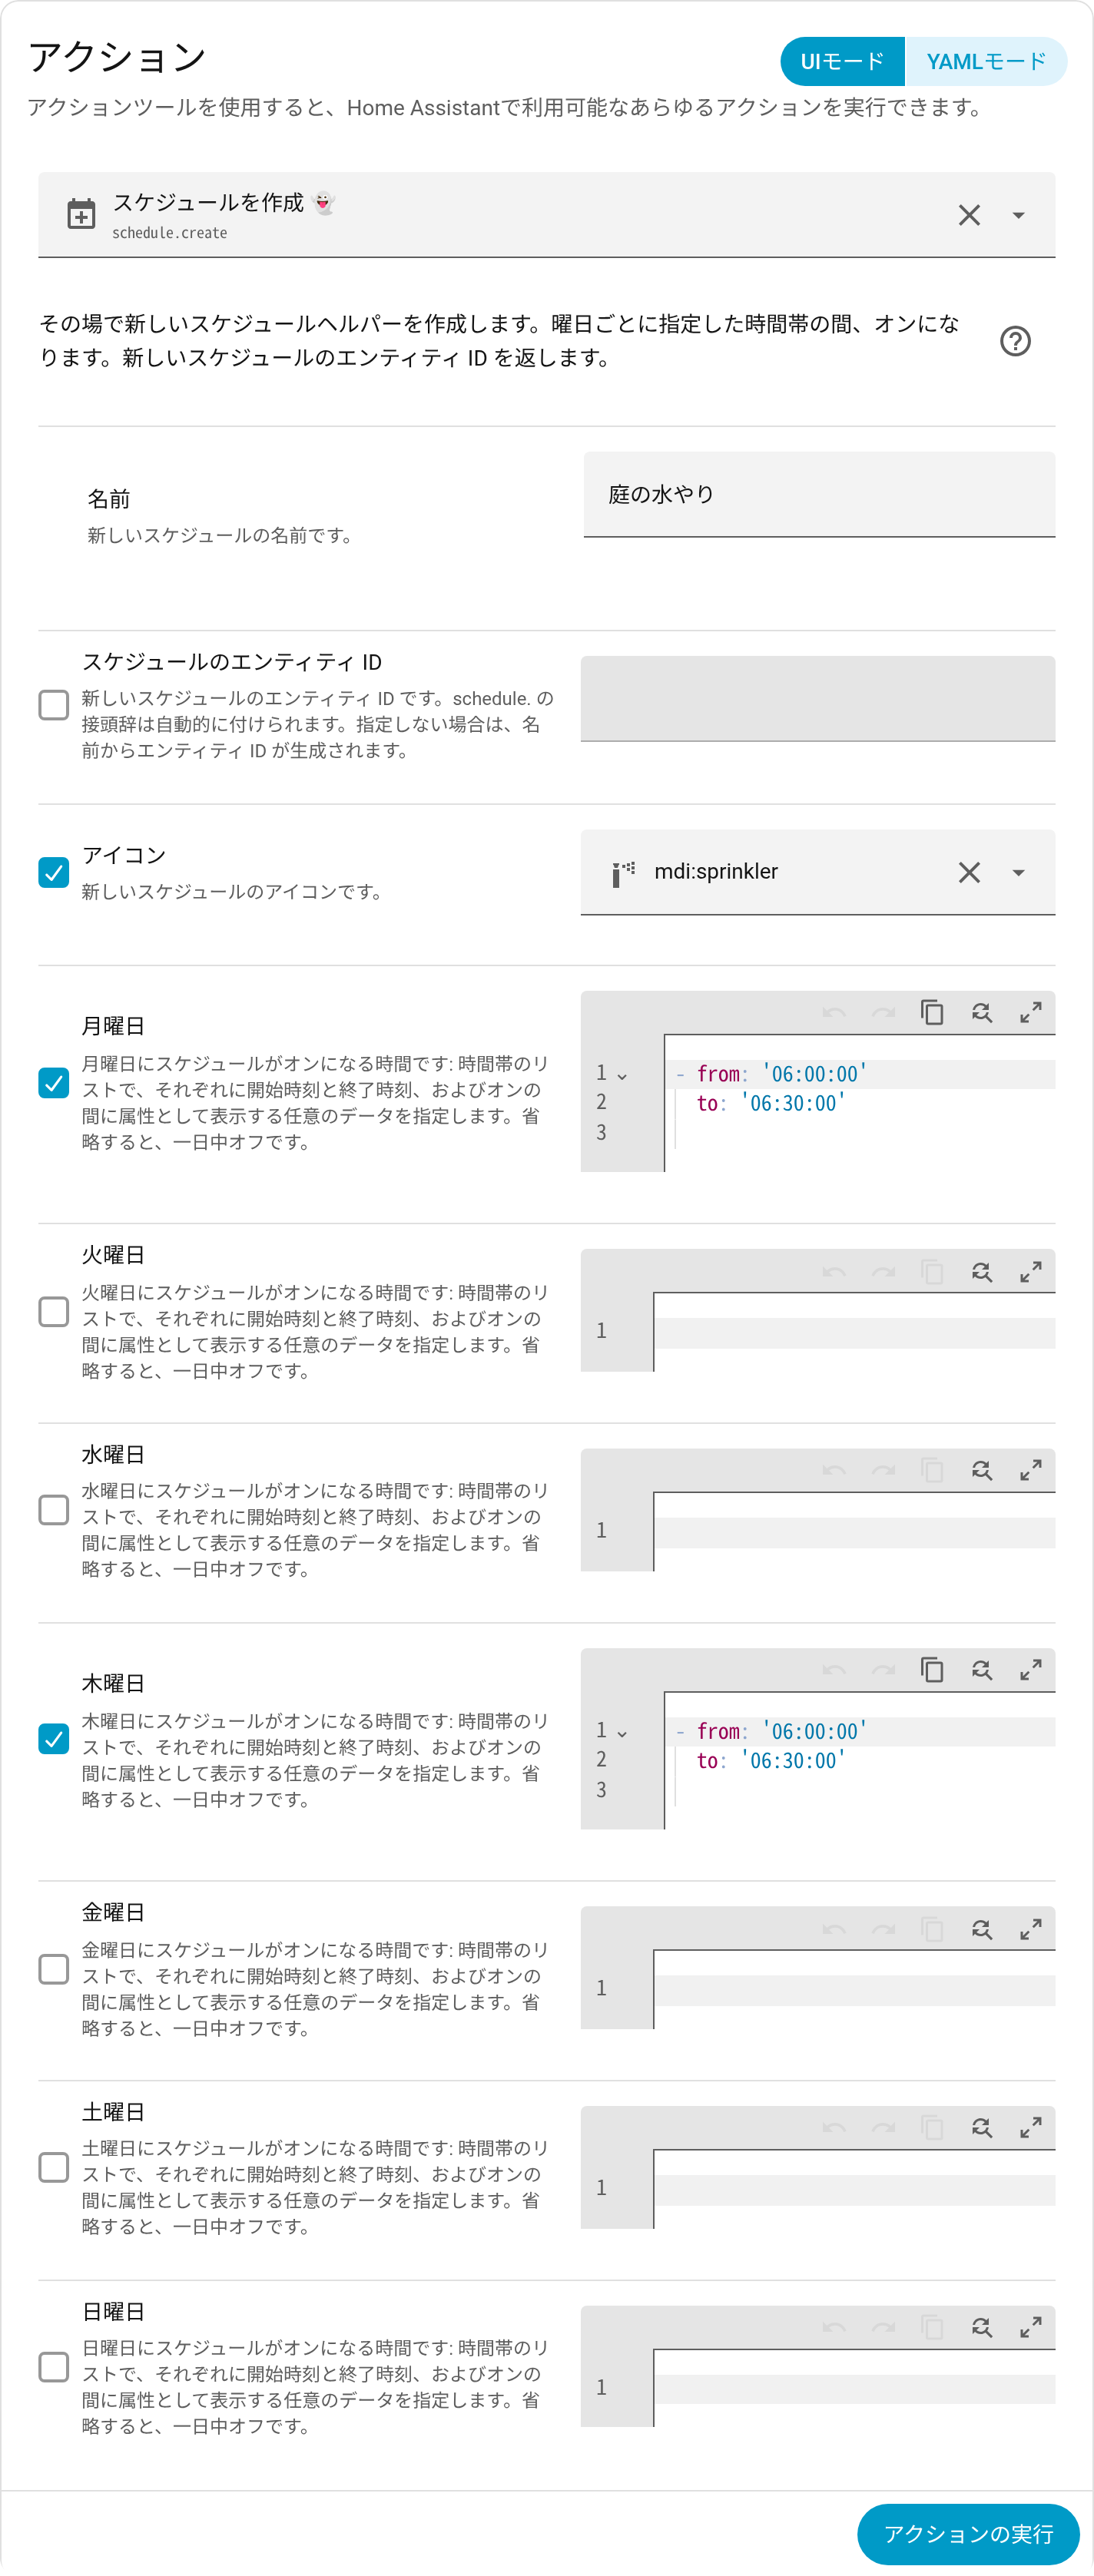 アクション
UIモード
YAMLモード
アクションツールを使用すると、Home Assistantで利用可能なあらゆるアクションを実行できます。
スケジュールを作成 👻
schedule.create
その場で新しいスケジュールヘルパーを作成します。曜日ごとに指定した時間帯の間、オンにな
ります。新しいスケジュールのエンティティ ID を返します。
名前
新しいスケジュールの名前です。
庭の水やり
スケジュールのエンティティ ID
新しいスケジュールのエンティティ ID です。schedule. の
接頭辞は自動的に付けられます。指定しない場合は、名
前からエンティティ ID が生成されます。
アイコン
新しいスケジュールのアイコンです。
mdi:sprinkler
月曜日
月曜日にスケジュールがオンになる時間です: 時間帯のリ
ストで、それぞれに開始時刻と終了時刻、およびオンの
間に属性として表示する任意のデータを指定します。省
略すると、一日中オフです。
1 - from: '06:00:00'
2 to: '06:30:00'
3
火曜日
火曜日にスケジュールがオンになる時間です: 時間帯のリ
ストで、それぞれに開始時刻と終了時刻、およびオンの
間に属性として表示する任意のデータを指定します。省
略すると、一日中オフです。
1
水曜日
水曜日にスケジュールがオンになる時間です: 時間帯のリ
ストで、それぞれに開始時刻と終了時刻、およびオンの
間に属性として表示する任意のデータを指定します。省
略すると、一日中オフです。
1
木曜日
木曜日にスケジュールがオンになる時間です: 時間帯のリ
ストで、それぞれに開始時刻と終了時刻、およびオンの
間に属性として表示する任意のデータを指定します。省
略すると、一日中オフです。
1 - from: '06:00:00'
2 to: '06:30:00'
3
金曜日
金曜日にスケジュールがオンになる時間です: 時間帯のリ
ストで、それぞれに開始時刻と終了時刻、およびオンの
間に属性として表示する任意のデータを指定します。省
略すると、一日中オフです。
1
土曜日
土曜日にスケジュールがオンになる時間です: 時間帯のリ
ストで、それぞれに開始時刻と終了時刻、およびオンの
間に属性として表示する任意のデータを指定します。省
略すると、一日中オフです。
1
日曜日
日曜日にスケジュールがオンになる時間です: 時間帯のリ
ストで、それぞれに開始時刻と終了時刻、およびオンの
間に属性として表示する任意のデータを指定します。省
略すると、一日中オフです。
1
アクションの実行